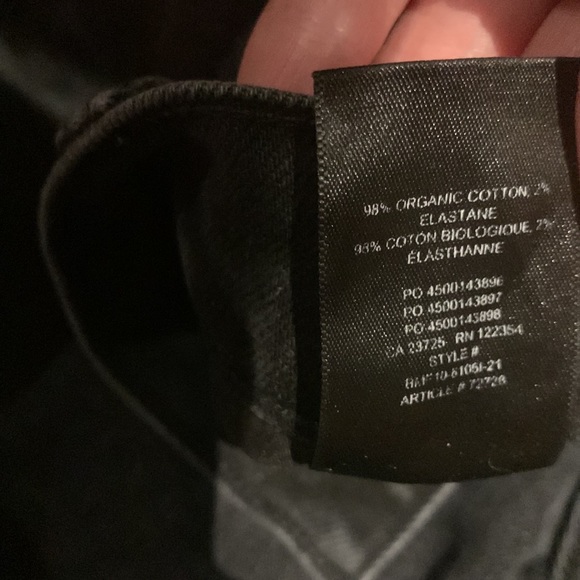 98% ORGANIC COTTON, 2%
ELASTANE
98% COTON BIOLOGIQUE, 2%
ÉLASTHANNE
PO 4500143896
PO 4500143897
PO 4500143898
CA 23725 RN 122354
STYLE #
ARTICLE # 72728